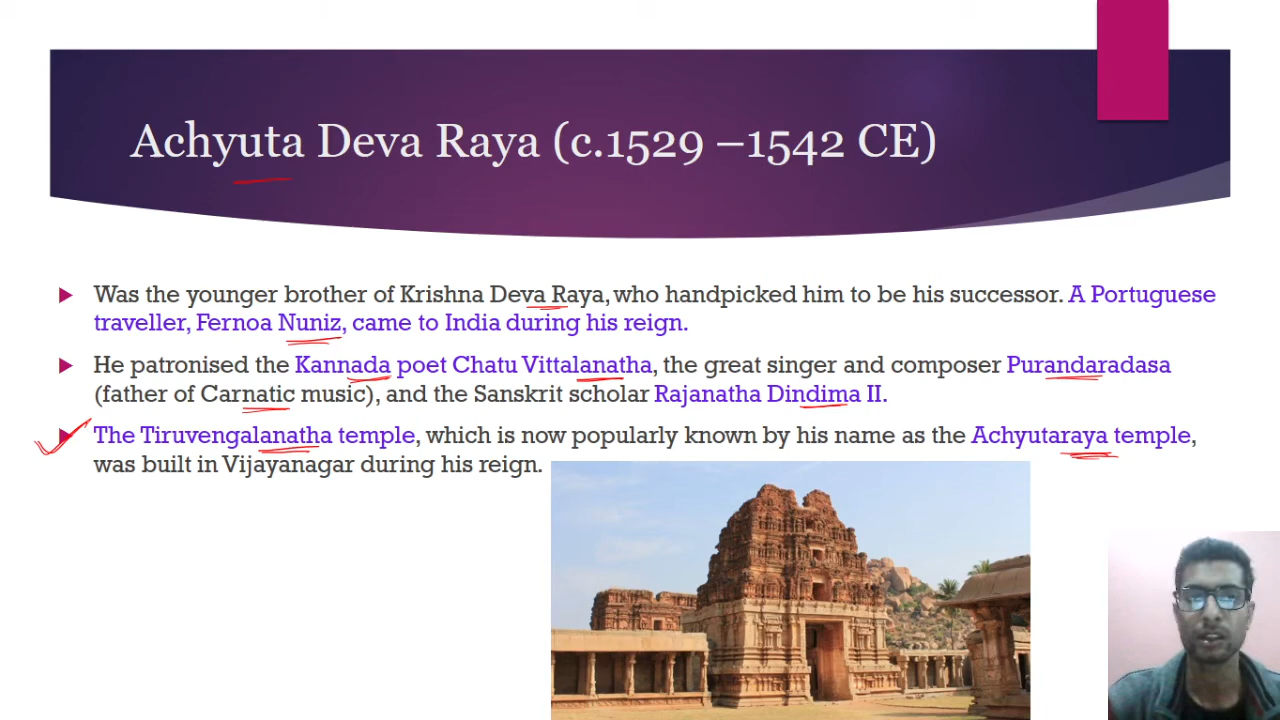 Achyuta Deva Raya (c.1529 –1542 CE)
Was the younger brother of Krishna Deva Raya, who handpicked him to be his successor. A Portuguese
traveller, Fernoa Nuniz, came to India during his reign.
He patronised the Kannada poet Chatu Vittalanatha, the great singer and composer Purandaradasa
(father of Carnatic music), and the Sanskrit scholar Rajanatha Dindima II.
The Tiruvengalanatha temple, which is now popularly known by his name as the Achyutaraya temple,
was built in Vijayanagar during his reign.